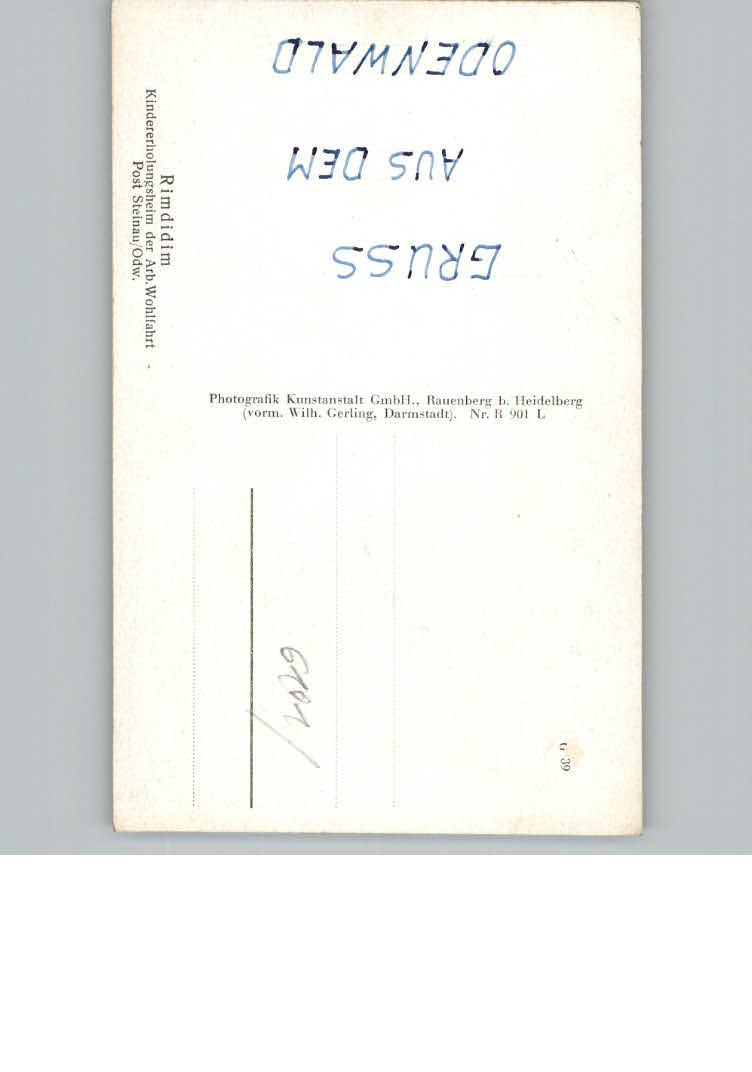 GRUSS
AUS DEM
ODENWALD
Rimdidim
Kindererholungsheim der Arb.Wohlfahrt
Post Steinau/Odw.
Photografik Kunstanstalt GmbH., Rauenberg b. Heidelberg
(vorm. Wilh. Gerling, Darmstadt). Nr. R 901 L
G 39